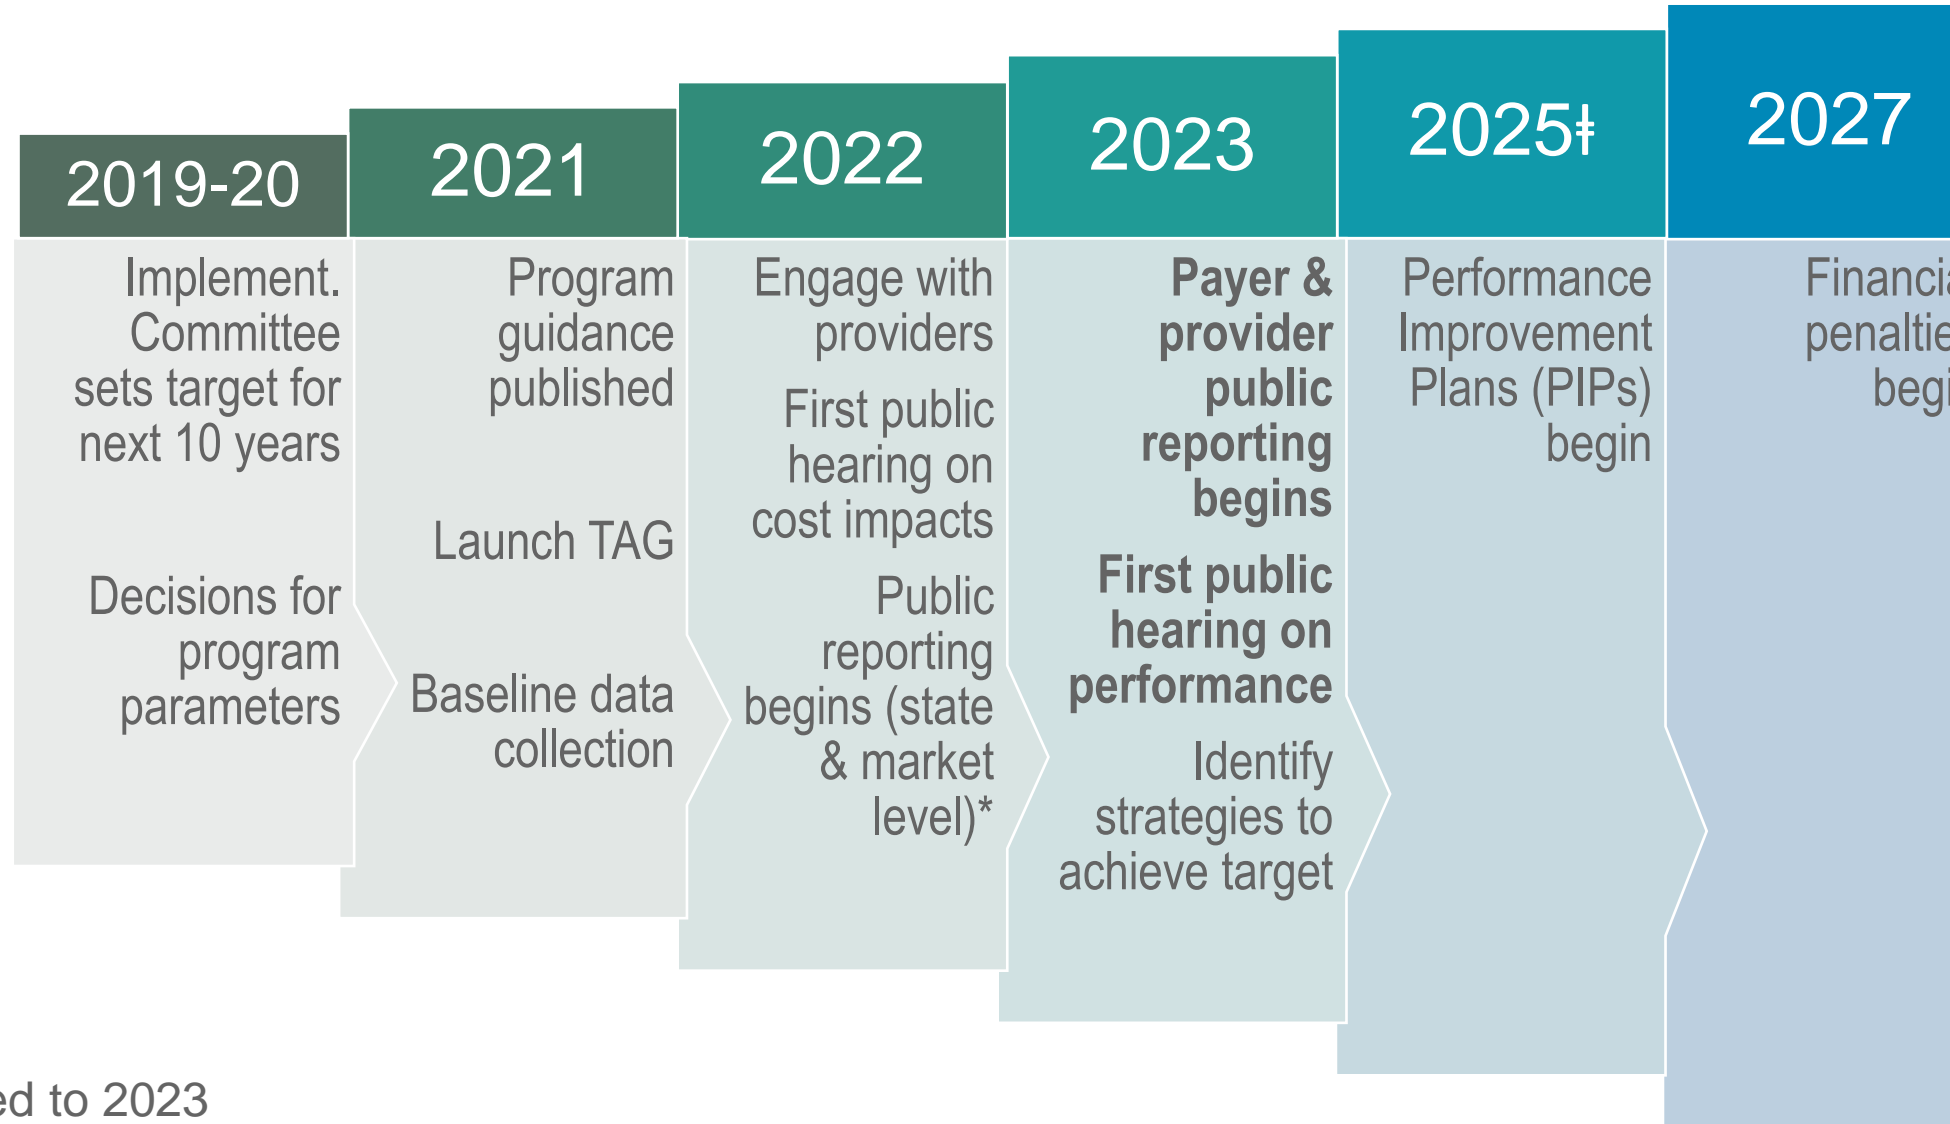 2019-20
Implement.
Committee
sets target for
next 10 years
Decisions for
program
parameters
2021
Program
guidance
published
Launch TAG
Baseline data
collection
2022
Engage with
providers
First public
hearing on
cost impacts
Public
reporting
begins (state
& market
level)*
2023
Payer &
provider
public
reporting
begins
First public
hearing on
performance
Identify
strategies to
achieve target
2025ǂ
Performance
Improvement
Plans (PIPs)
begin
2027
to 2023